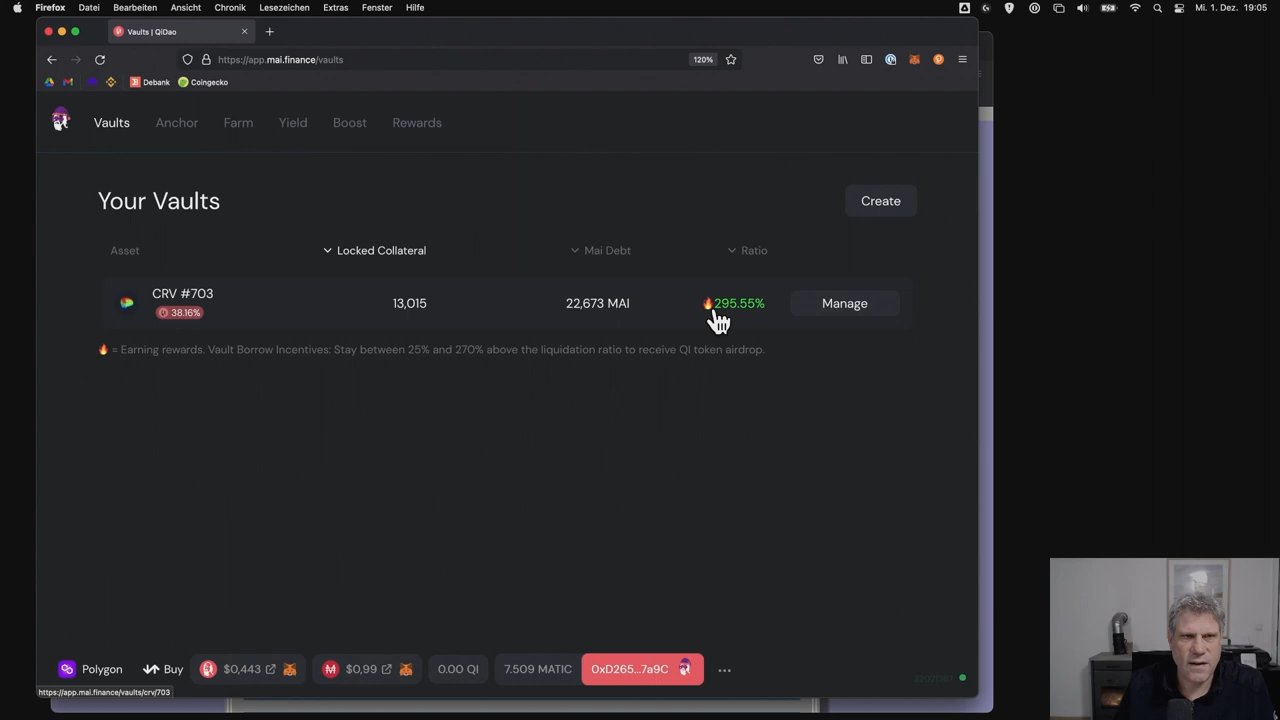 Firefox Datei Bearbeiten Ansicht Chronik Lesezeichen Extras Fenster Hilfe Mi. 1. Dez. 19:05
Vaults | QiDao
https://app.mai.finance/vaults 120%
Debank Coingecko
Vaults Anchor Farm Yield Boost Rewards
Your Vaults Create
Asset Locked Collateral Mai Debt Ratio
CRV #703 13,015 22,673 MAI 🔥295.55% Manage
38.16%
🔥 = Earning rewards. Vault Borrow Incentives: Stay between 25% and 270% above the liquidation ratio to receive QI token airdrop.
Polygon Buy $0,443 $0,99 0.00 QI 7.509 MATIC 0xD265...7a9C ...
https://app.mai.finance/vaults/crv/703